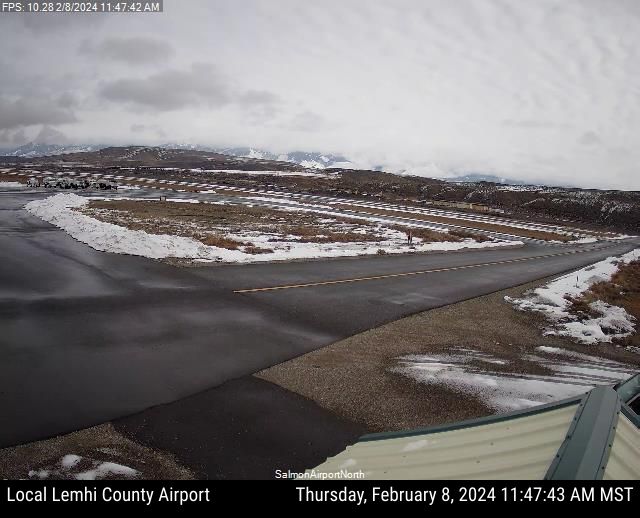 FPS: 10.28 2/8/2024 11:47:42 AM
SalmonAirportNorth
Local Lemhi County Airport Thursday, February 8, 2024 11:47:43 AM MST